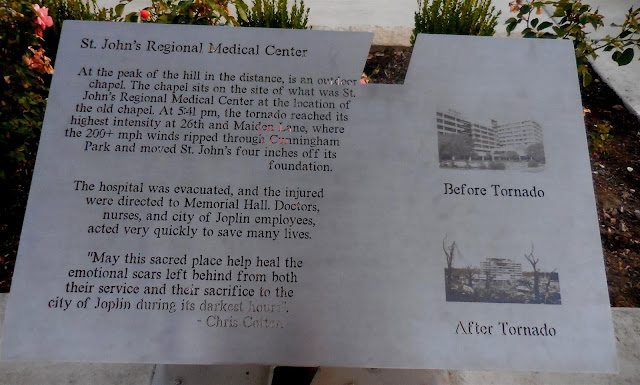 St. John's Regional Medical Center
At the peak of the hill in the distance, is an outdoor
chapel. The chapel sits on the site of what was St.
John's Regional Medical Center at the location of
the old chapel. At 5:41 pm, the tornado reached its
highest intensity at 26th and Maiden Lane, where
the 200+ mph winds ripped through Cunningham
Park and moved St. John's four inches off its
foundation.
The hospital was evacuated, and the injured
were directed to Memorial Hall. Doctors,
nurses, and city of Joplin employees,
acted very quickly to save many lives.
"May this sacred place help heal the
emotional scars left behind from both
their service and their sacrifice to the
city of Joplin during its darkest hours".
- Chris Cotten
Before Tornado
After Tornado